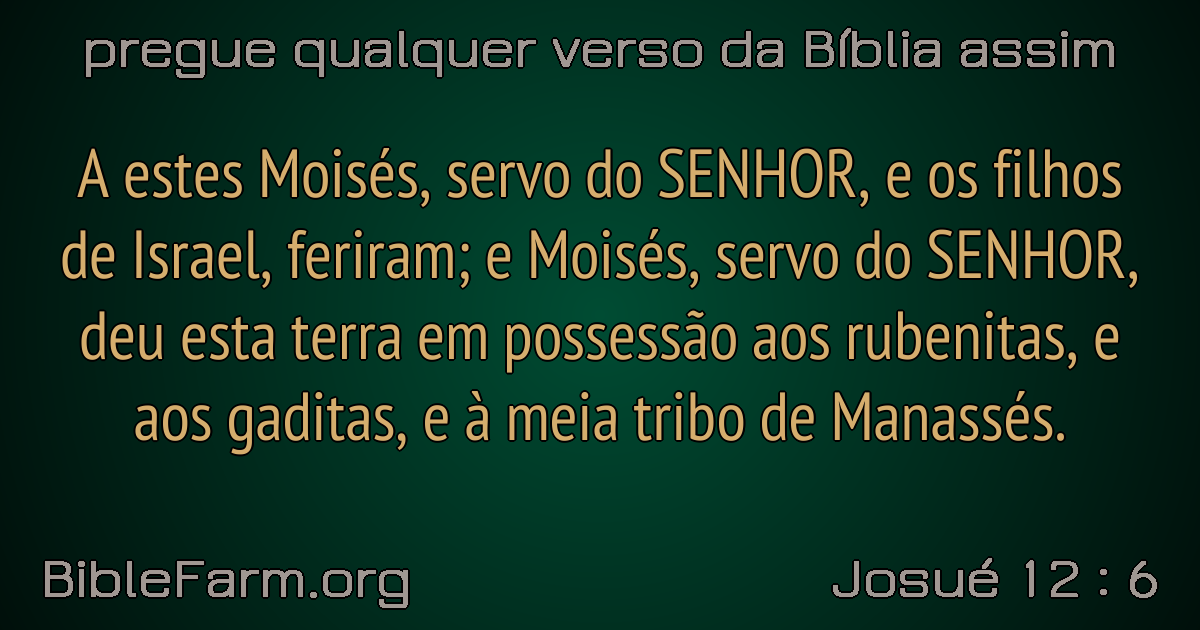 pregue qualquer verso da Bíblia assim
A estes Moisés, servo do SENHOR, e os filhos
de Israel, feriram; e Moisés, servo do SENHOR,
deu esta terra em possessão aos rubenitas, e
aos gaditas, e à meia tribo de Manassés.
BibleFarm.org
Josué 12 : 6